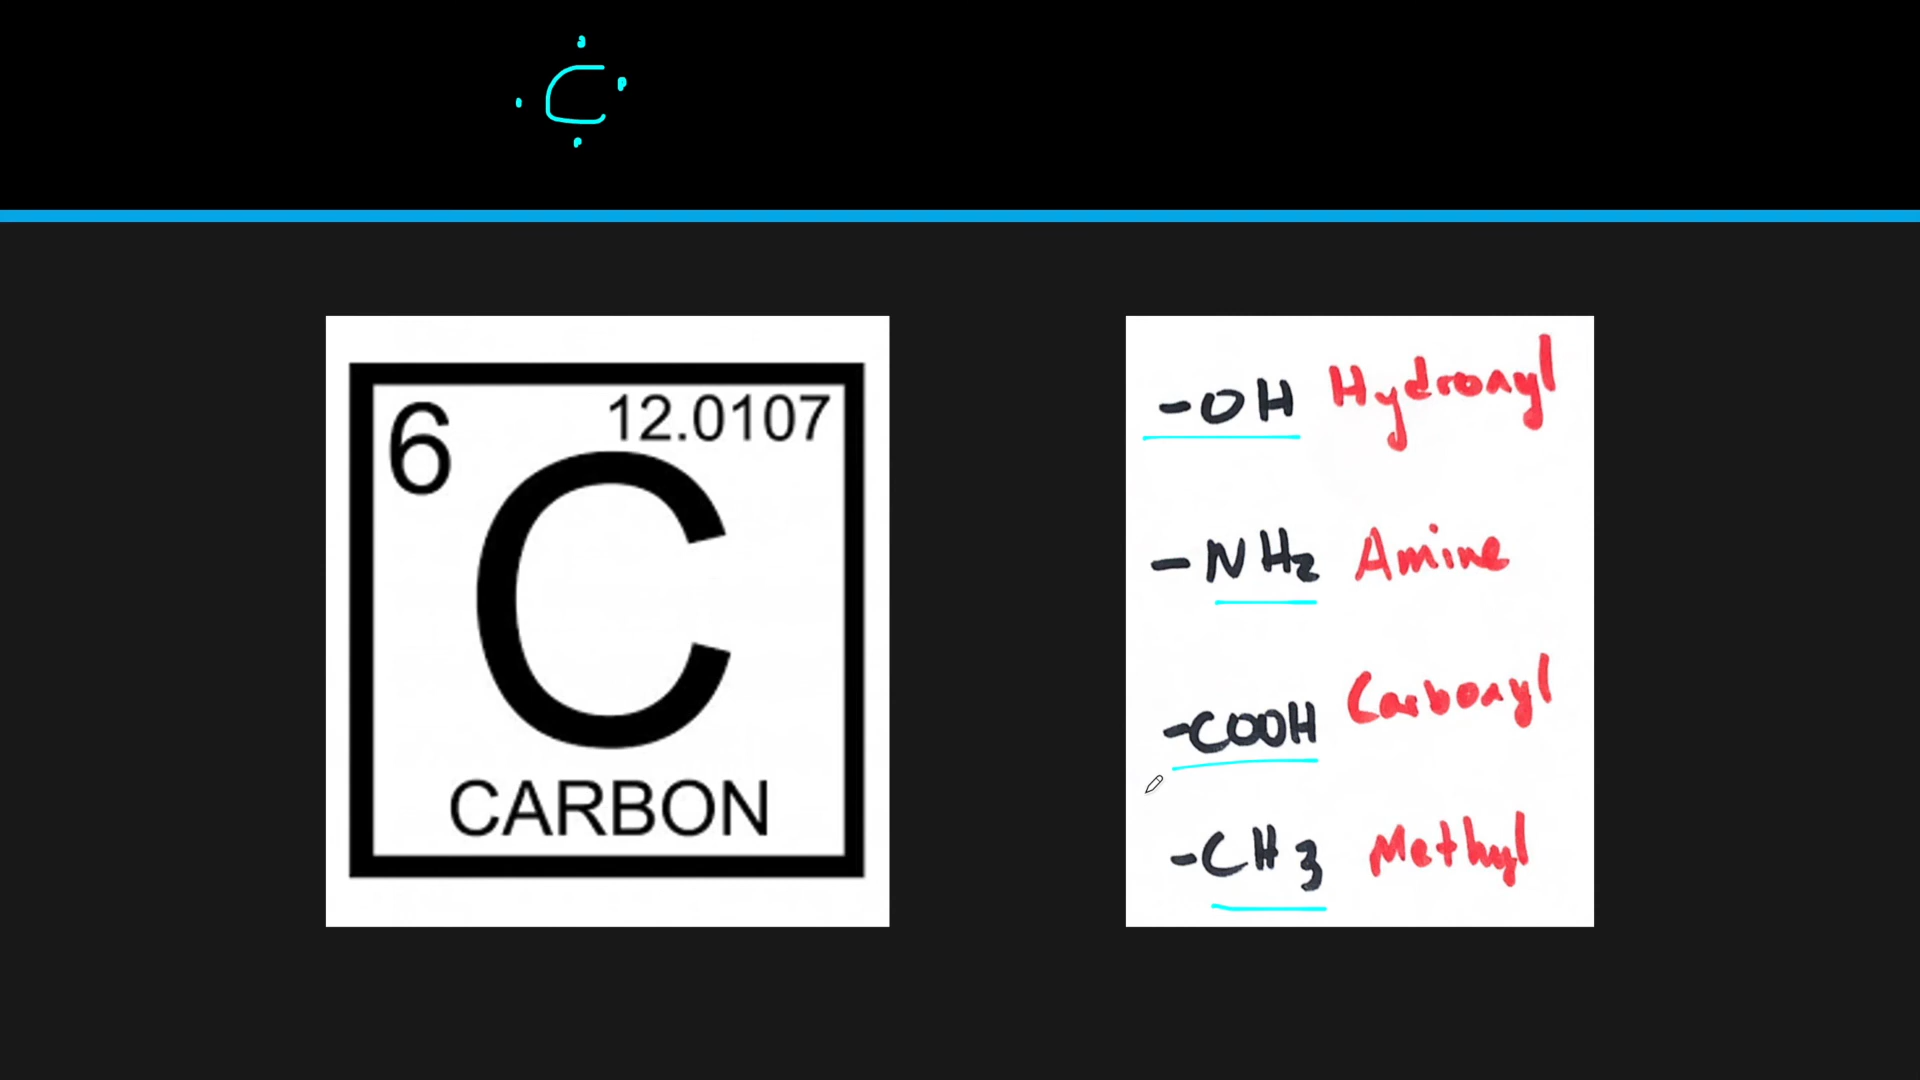 C
6 12.0107
C
CARBON
-OH Hydroxyl
-NH2 Amine
-COOH Carboxyl
-CH3 Methyl